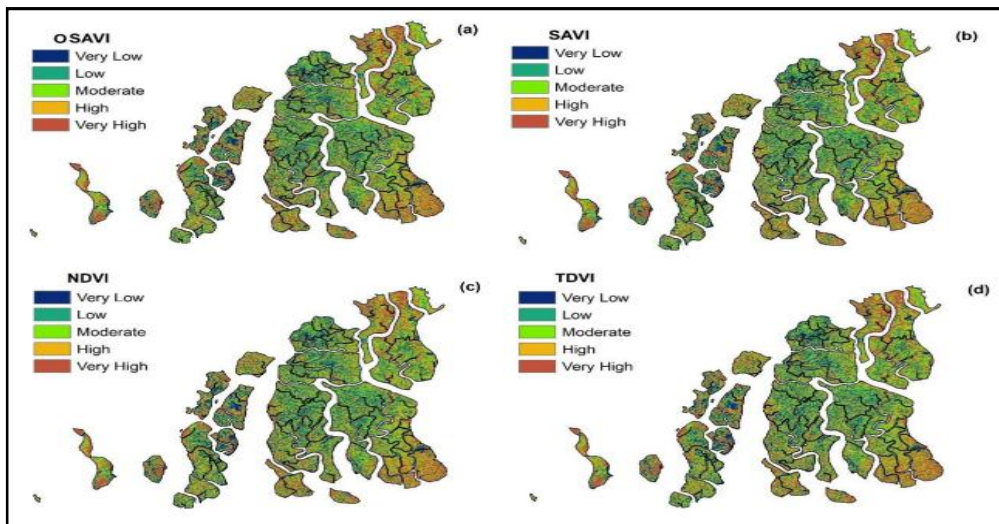 OSAVI
(a)
Very Low
Low
Moderate
High
Very High
SAVI
(b)
Very Low
Low
Moderate
High
Very High
NDVI
(c)
Very Low
Low
Moderate
High
Very High
TDVI
(d)
Very Low
Low
Moderate
High
Very High